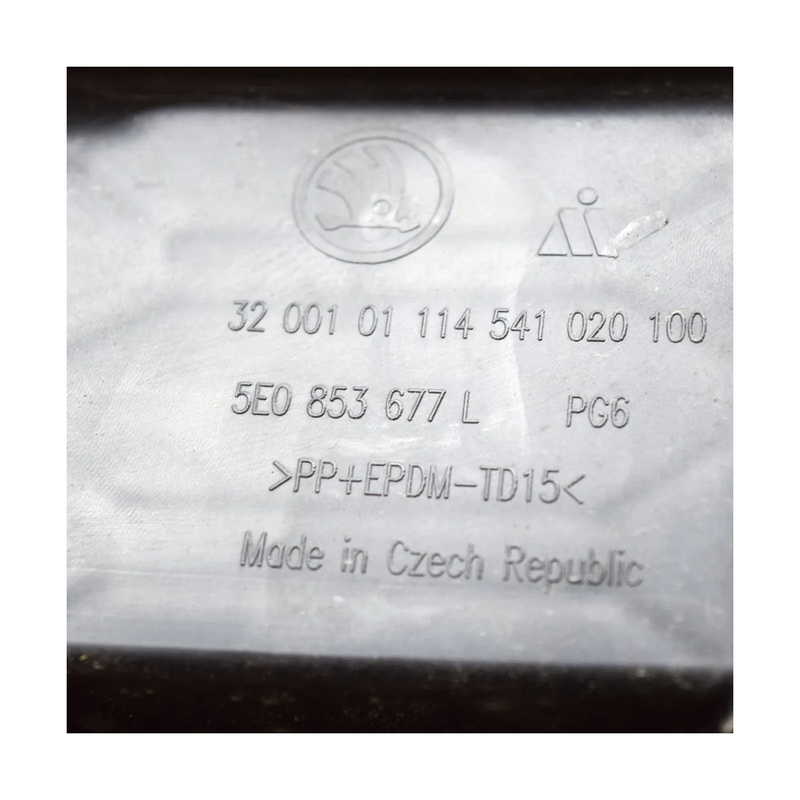 32 001 01 114 541 020 100
5E0 853 677 L PG6
>PP+EPDM-TD15<
Made in Czech Republic